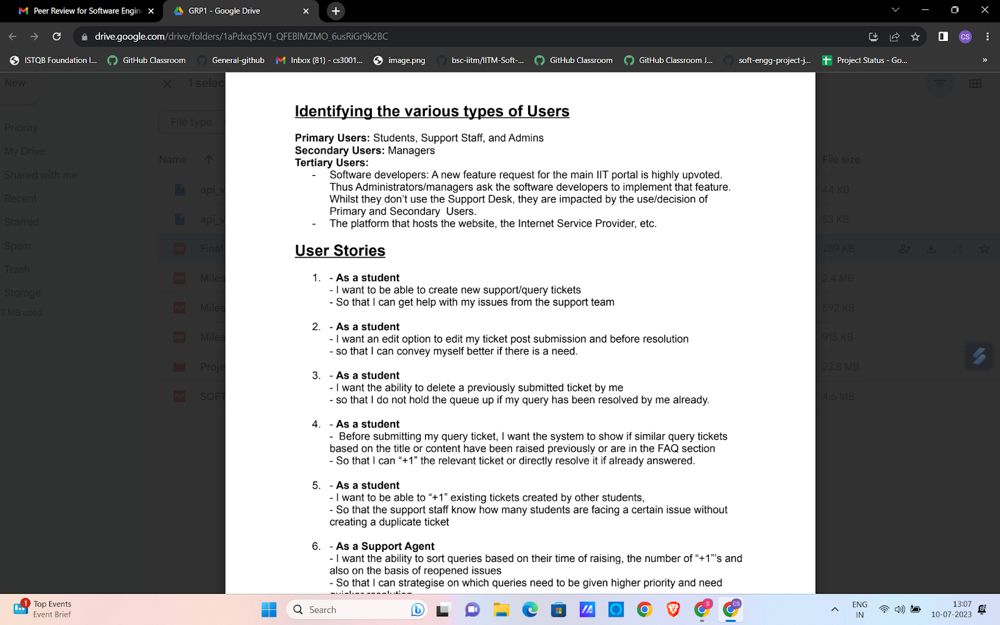 Peer Review for Software Engin
GRP1 - Google Drive
drive.google.com/drive/folders/1aPdxqS5V1_QFEBlMZMO_6usRiGr9k2BC
CS
ISTQB Foundation l...
GitHub Classroom
General-github
Inbox (81) - cs3001...
image.png
bsc-iitm/IITM-Soft-...
GitHub Classroom
GitHub Classroom J...
soft-engg-project-j...
Project Status - Go...
»
New
1 selec
File type
Priority
My Drive
Shared with me
Recent
Starred
Spam
Trash
Storage
3 MB used
Name
File size
api_v
44 KB
api_v
53 KB
Final
289 KB
Miles
2.4 MB
Miles
592 KB
Miles
915 KB
Proje
23.8 MB
SOFT
4.6 MB
Identifying the various types of Users
Primary Users: Students, Support Staff, and Admins
Secondary Users: Managers
Tertiary Users:
- Software developers: A new feature request for the main IIT portal is highly upvoted.
Thus Administrators/managers ask the software developers to implement that feature.
Whilst they don’t use the Support Desk, they are impacted by the use/decision of
Primary and Secondary Users.
- The platform that hosts the website, the Internet Service Provider, etc.
User Stories
1. - As a student
- I want to be able to create new support/query tickets
- So that I can get help with my issues from the support team
2. - As a student
- I want an edit option to edit my ticket post submission and before resolution
- so that I can convey myself better if there is a need.
3. - As a student
- I want the ability to delete a previously submitted ticket by me
- so that I do not hold the queue up if my query has been resolved by me already.
4. - As a student
- Before submitting my query ticket, I want the system to show if similar query tickets
based on the title or content have been raised previously or are in the FAQ section
- So that I can “+1” the relevant ticket or directly resolve it if already answered.
5. - As a student
- I want to be able to “+1” existing tickets created by other students,
- So that the support staff know how many students are facing a certain issue without
creating a duplicate ticket
6. - As a Support Agent
- I want the ability to sort queries based on their time of raising, the number of “+1”’s and
also on the basis of reopened issues
- So that I can strategise on which queries need to be given higher priority and need
1
Top Events
Event Brief
Search
S
CS
ENG
IN
13:07
10-07-2023